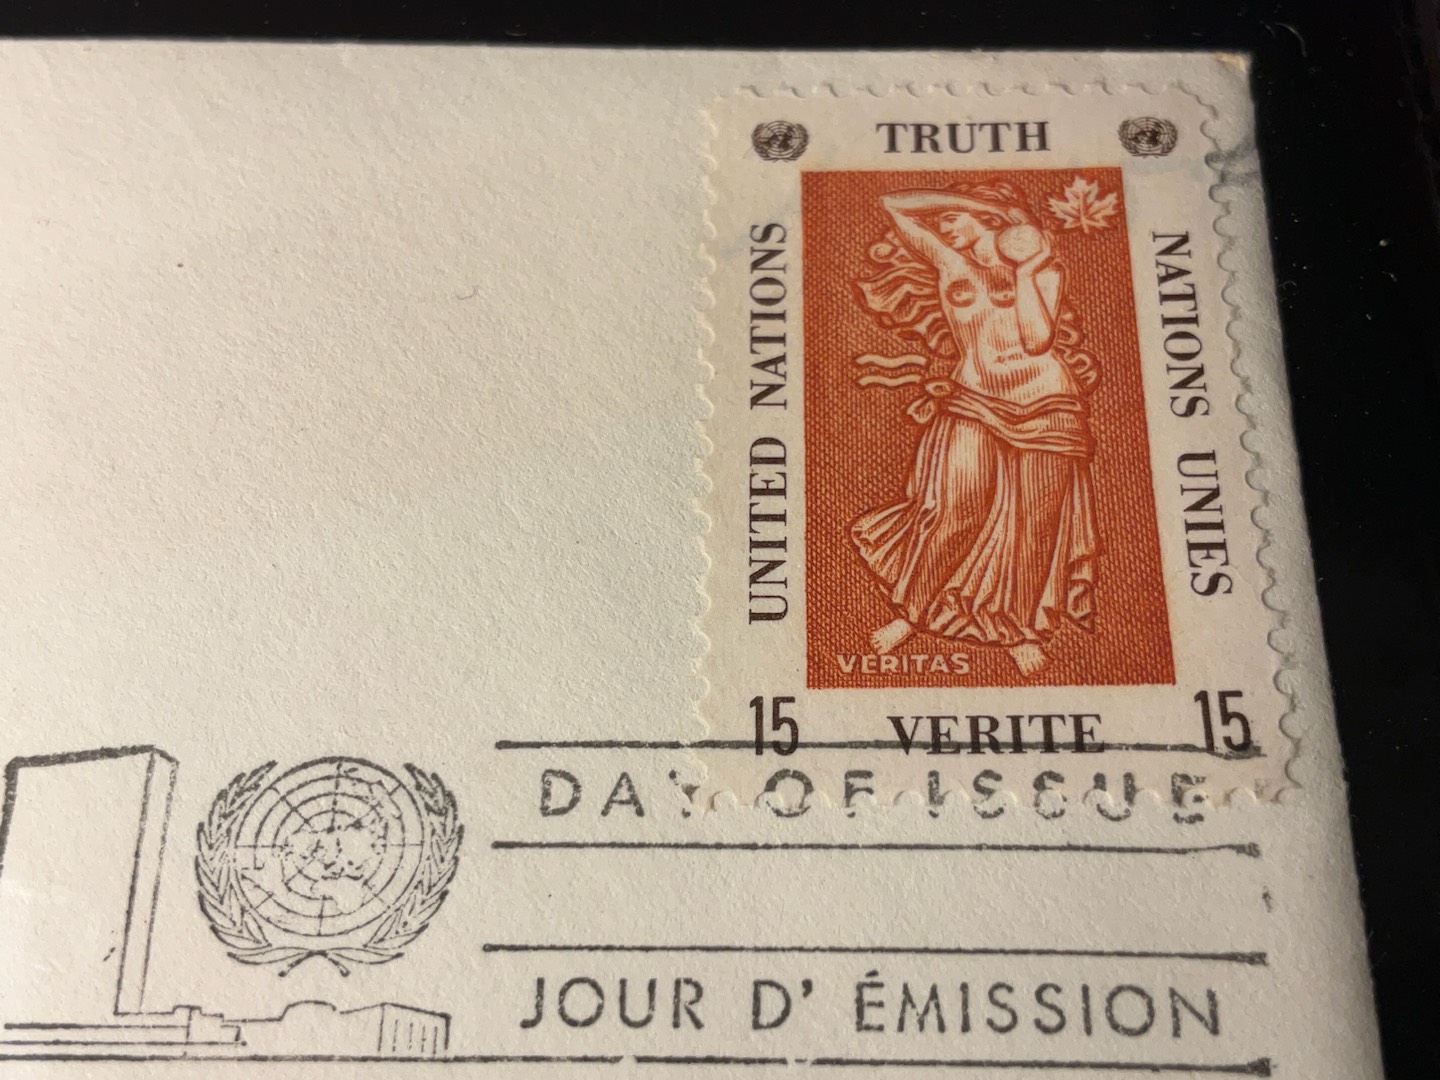 TRUTH
UNITED NATIONS
NATIONS UNIES
VERITAS
15 VERITE 15
DAY OF ISSUE
JOUR D' ÉMISSION